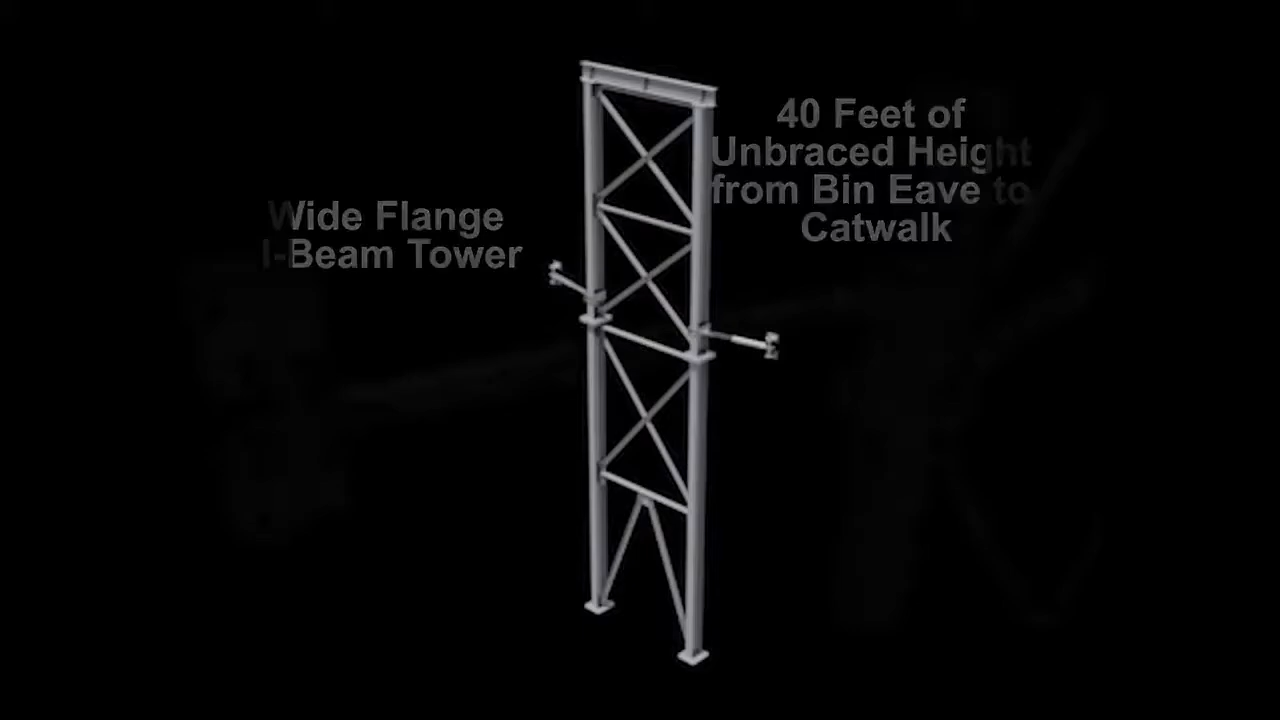 Wide Flange
I-Beam Tower
40 Feet of
Unbraced Height
from Bin Eave to
Catwalk